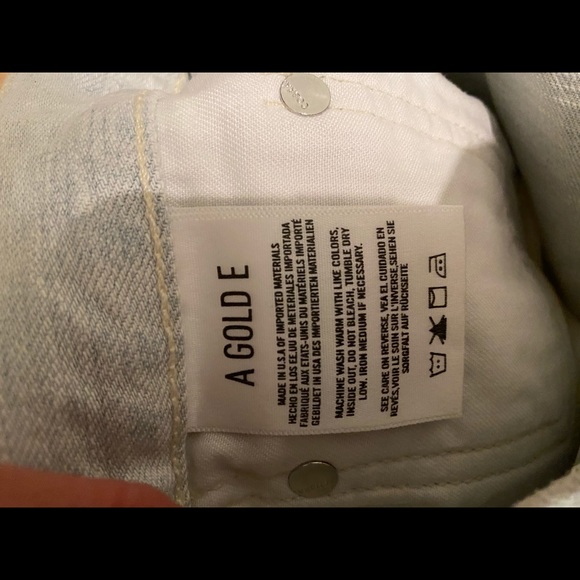 A GOLD E
MADE IN U.S.A OF IMPORTED MATERIALS
HECHO EN LOS EE.UU DE METERIALES IMPORTADA
FABRIQUÉ AUX ETATS-UNIS DU MATÉRIELS IMPORTÉ
GEBILDET IN USA DES IMPORTIERTEN MATERIALIEN
MACHINE WASH WARM WITH LIKE COLORS,
INSIDE OUT, DO NOT BLEACH, TUMBLE DRY
LOW, IRON MEDIUM IF NECESSARY.
SEE CARE ON REVERSE, VEA EL CUIDADO EN
REVÉS,VOIR LE SOIN SUR L'INVERSE,SEHEN SIE
SORGFALT AUF RÜCKSEITE